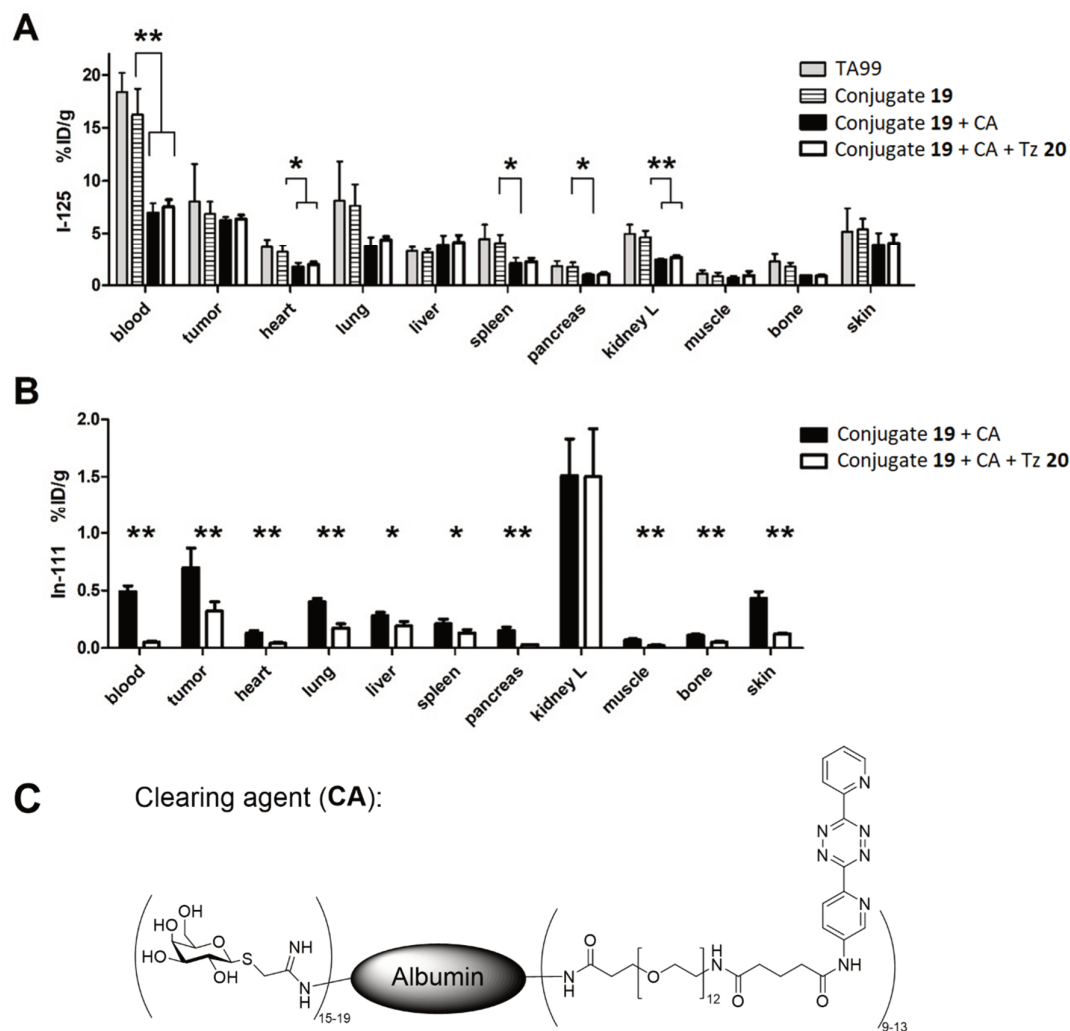 A
I-125 %ID/g
20
15
10
5
0
**
*
*
*
**
blood
tumor
heart
lung
liver
spleen
pancreas
kidney L
muscle
bone
skin
TA99
Conjugate 19
Conjugate 19 + CA
Conjugate 19 + CA + Tz 20
B
In-111 %ID/g
2.0
1.5
1.0
0.5
0.0
** ** ** ** * * ** ** ** **
blood
tumor
heart
lung
liver
spleen
pancreas
kidney L
muscle
bone
skin
Conjugate 19 + CA
Conjugate 19 + CA + Tz 20
C
Clearing agent (CA):
OH
HO
HO
HO
OH
O
S
NH
N
H
15-19
Albumin
N
H
O
O
12
H
N
O
O
NH
N
N
N
N
N
N
9-13